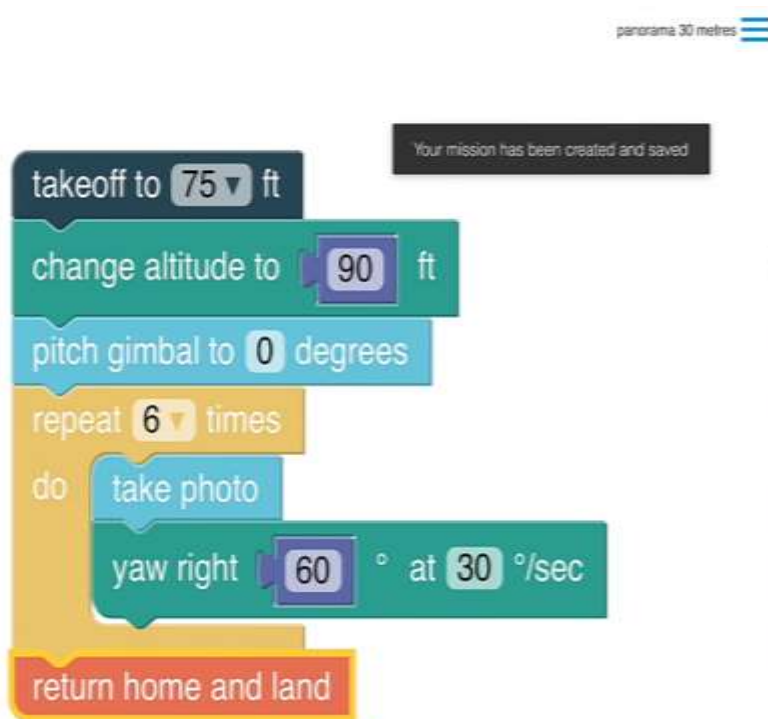 panorama 30 metres
Your mission has been created and saved
takeoff to 75 ▾ ft
change altitude to 90 ft
pitch gimbal to 0 degrees
repeat 6 ▾ times
do take photo
yaw right 60 ° at 30 °/sec
return home and land